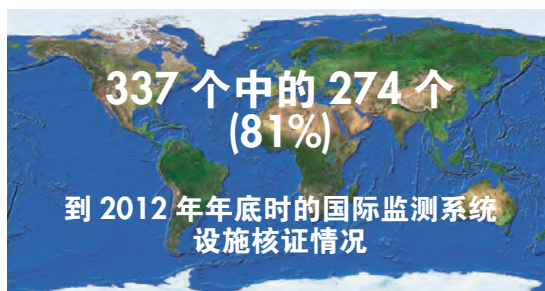 337 个中的 274 个
(81%)
到 2012 年年底时的国际监测系统
设施核证情况